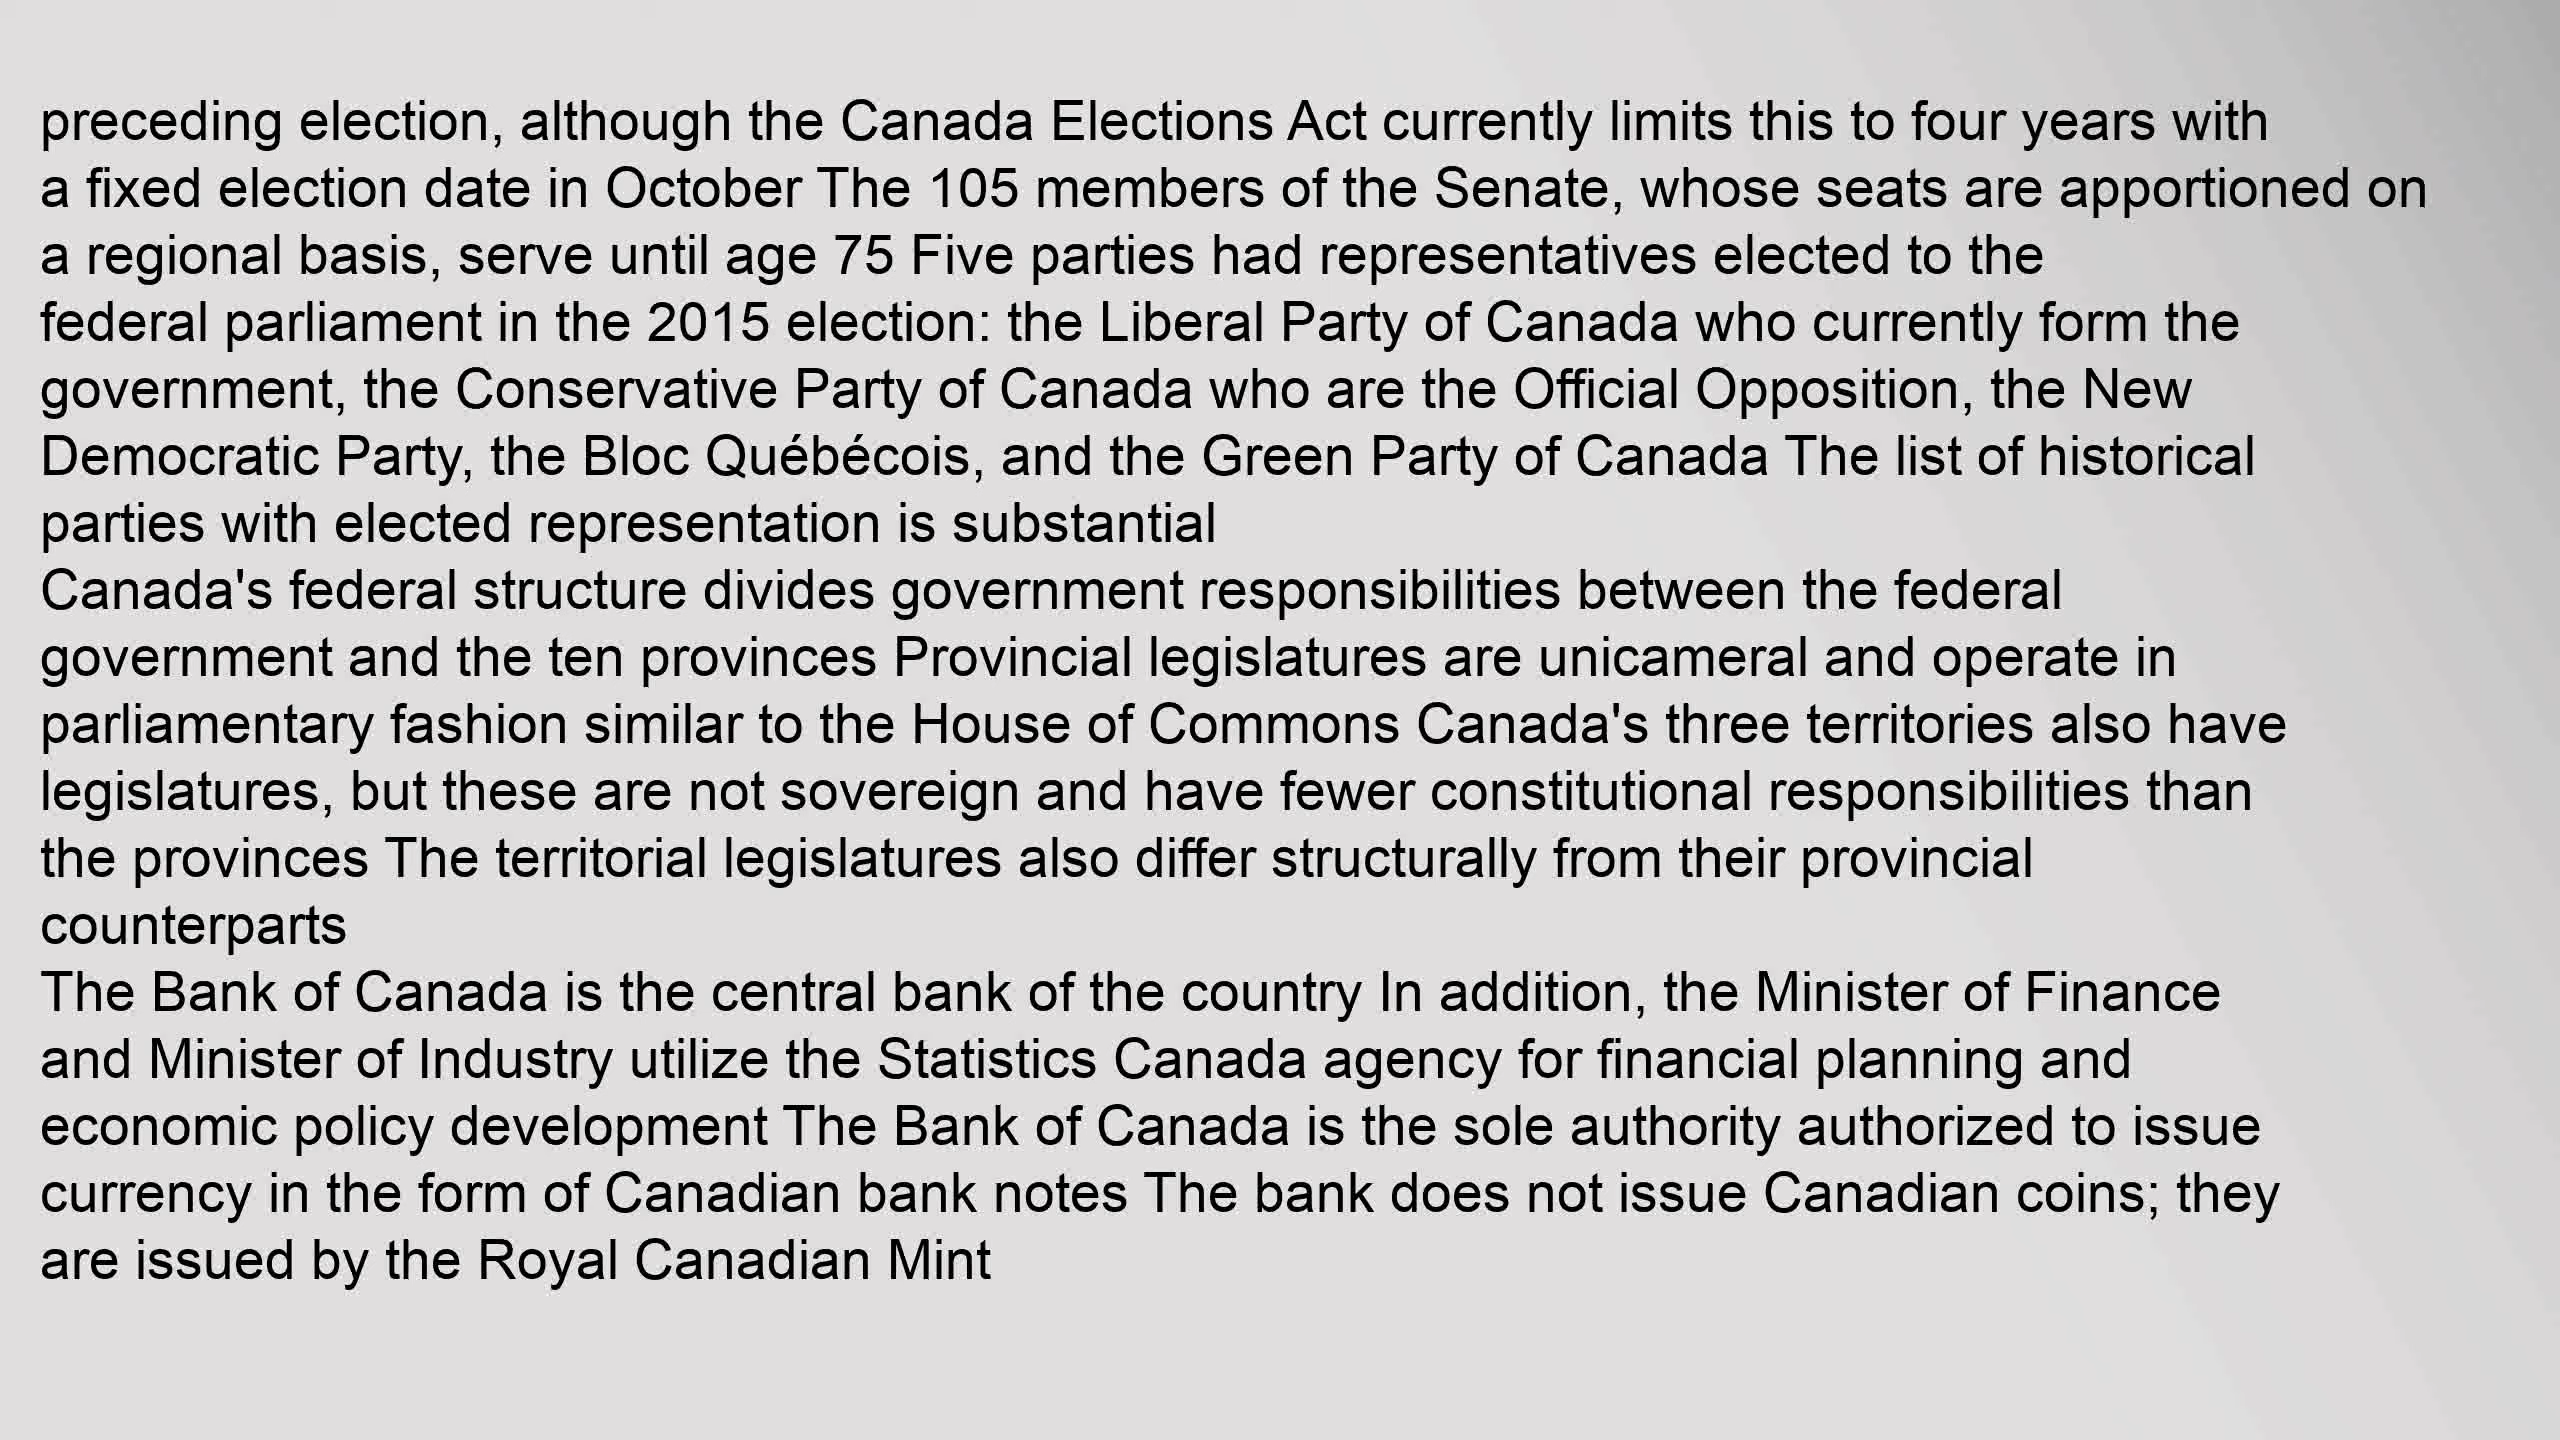 preceding election, although the Canada Elections Act currently limits this to four years with
a fixed election date in October The 105 members of the Senate, whose seats are apportioned on
a regional basis, serve until age 75 Five parties had representatives elected to the
federal parliament in the 2015 election: the Liberal Party of Canada who currently form the
government, the Conservative Party of Canada who are the Official Opposition, the New
Democratic Party, the Bloc Québécois, and the Green Party of Canada The list of historical
parties with elected representation is substantial
Canada's federal structure divides government responsibilities between the federal
government and the ten provinces Provincial legislatures are unicameral and operate in
parliamentary fashion similar to the House of Commons Canada's three territories also have
legislatures, but these are not sovereign and have fewer constitutional responsibilities than
the provinces The territorial legislatures also differ structurally from their provincial
counterparts
The Bank of Canada is the central bank of the country In addition, the Minister of Finance
and Minister of Industry utilize the Statistics Canada agency for financial planning and
economic policy development The Bank of Canada is the sole authority authorized to issue
currency in the form of Canadian bank notes The bank does not issue Canadian coins; they
are issued by the Royal Canadian Mint